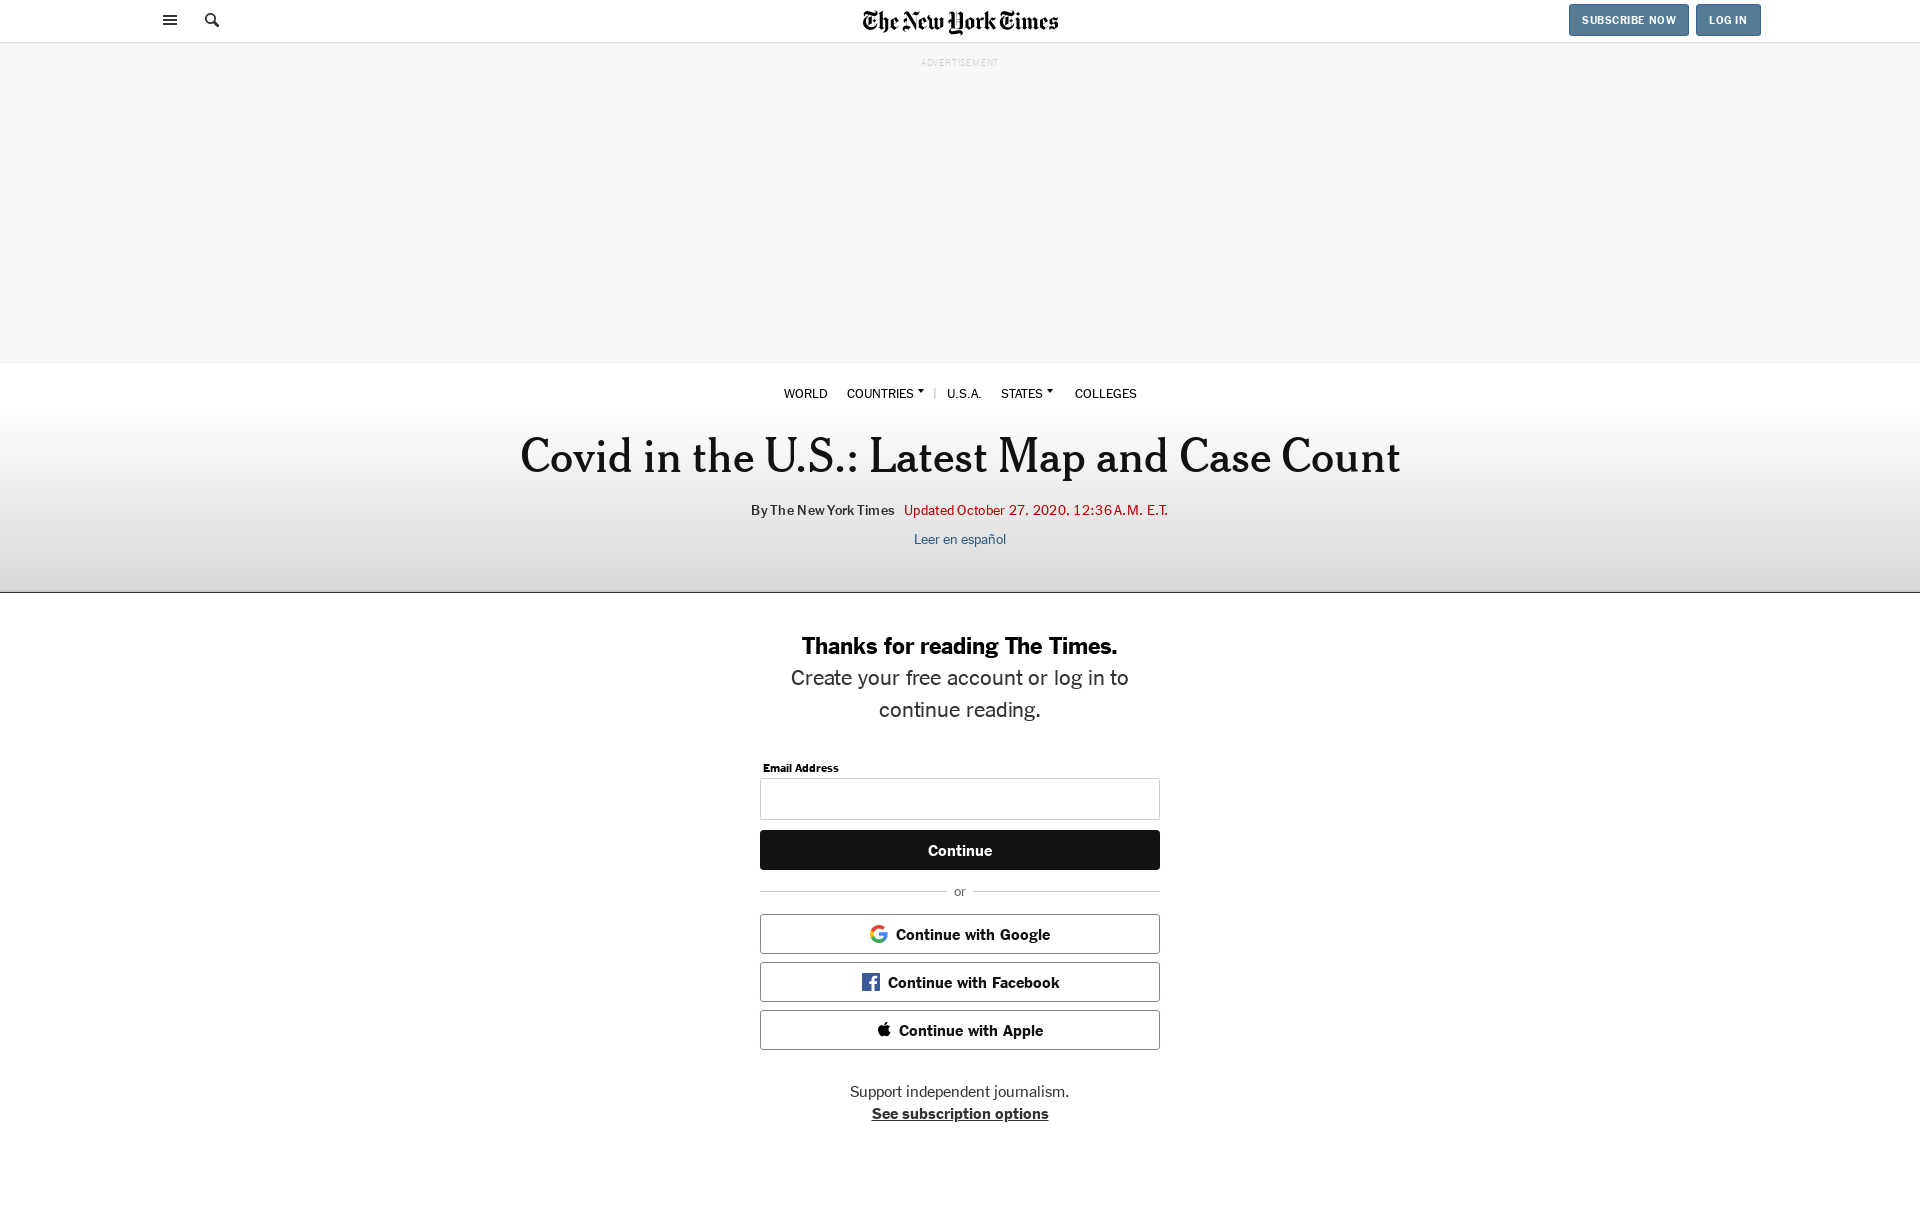 The New York Times
SUBSCRIBE NOW
LOG IN
ADVERTISEMENT
WORLD COUNTRIES | U.S.A. STATES COLLEGES
Covid in the U.S.: Latest Map and Case Count
By The New York Times Updated October 27, 2020, 12:36 A.M. E.T.
Leer en español
Thanks for reading The Times.
Create your free account or log in to
continue reading.
Email Address
Continue
or
Continue with Google
Continue with Facebook
Continue with Apple
Support independent journalism.
See subscription options